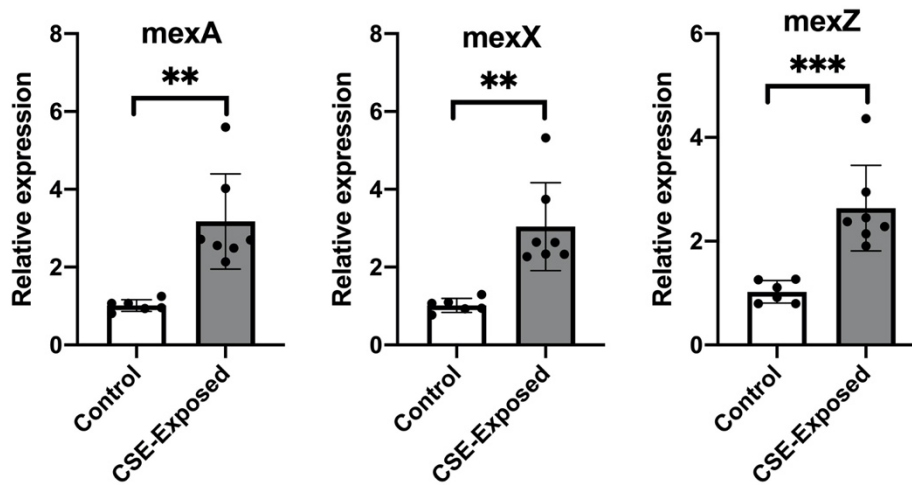 mexA
**
Relative expression
8
6
4
2
0
Control
CSE-Exposed
mexX
**
Relative expression
8
6
4
2
0
Control
CSE-Exposed
mexZ
***
Relative expression
6
4
2
0
Control
CSE-Exposed